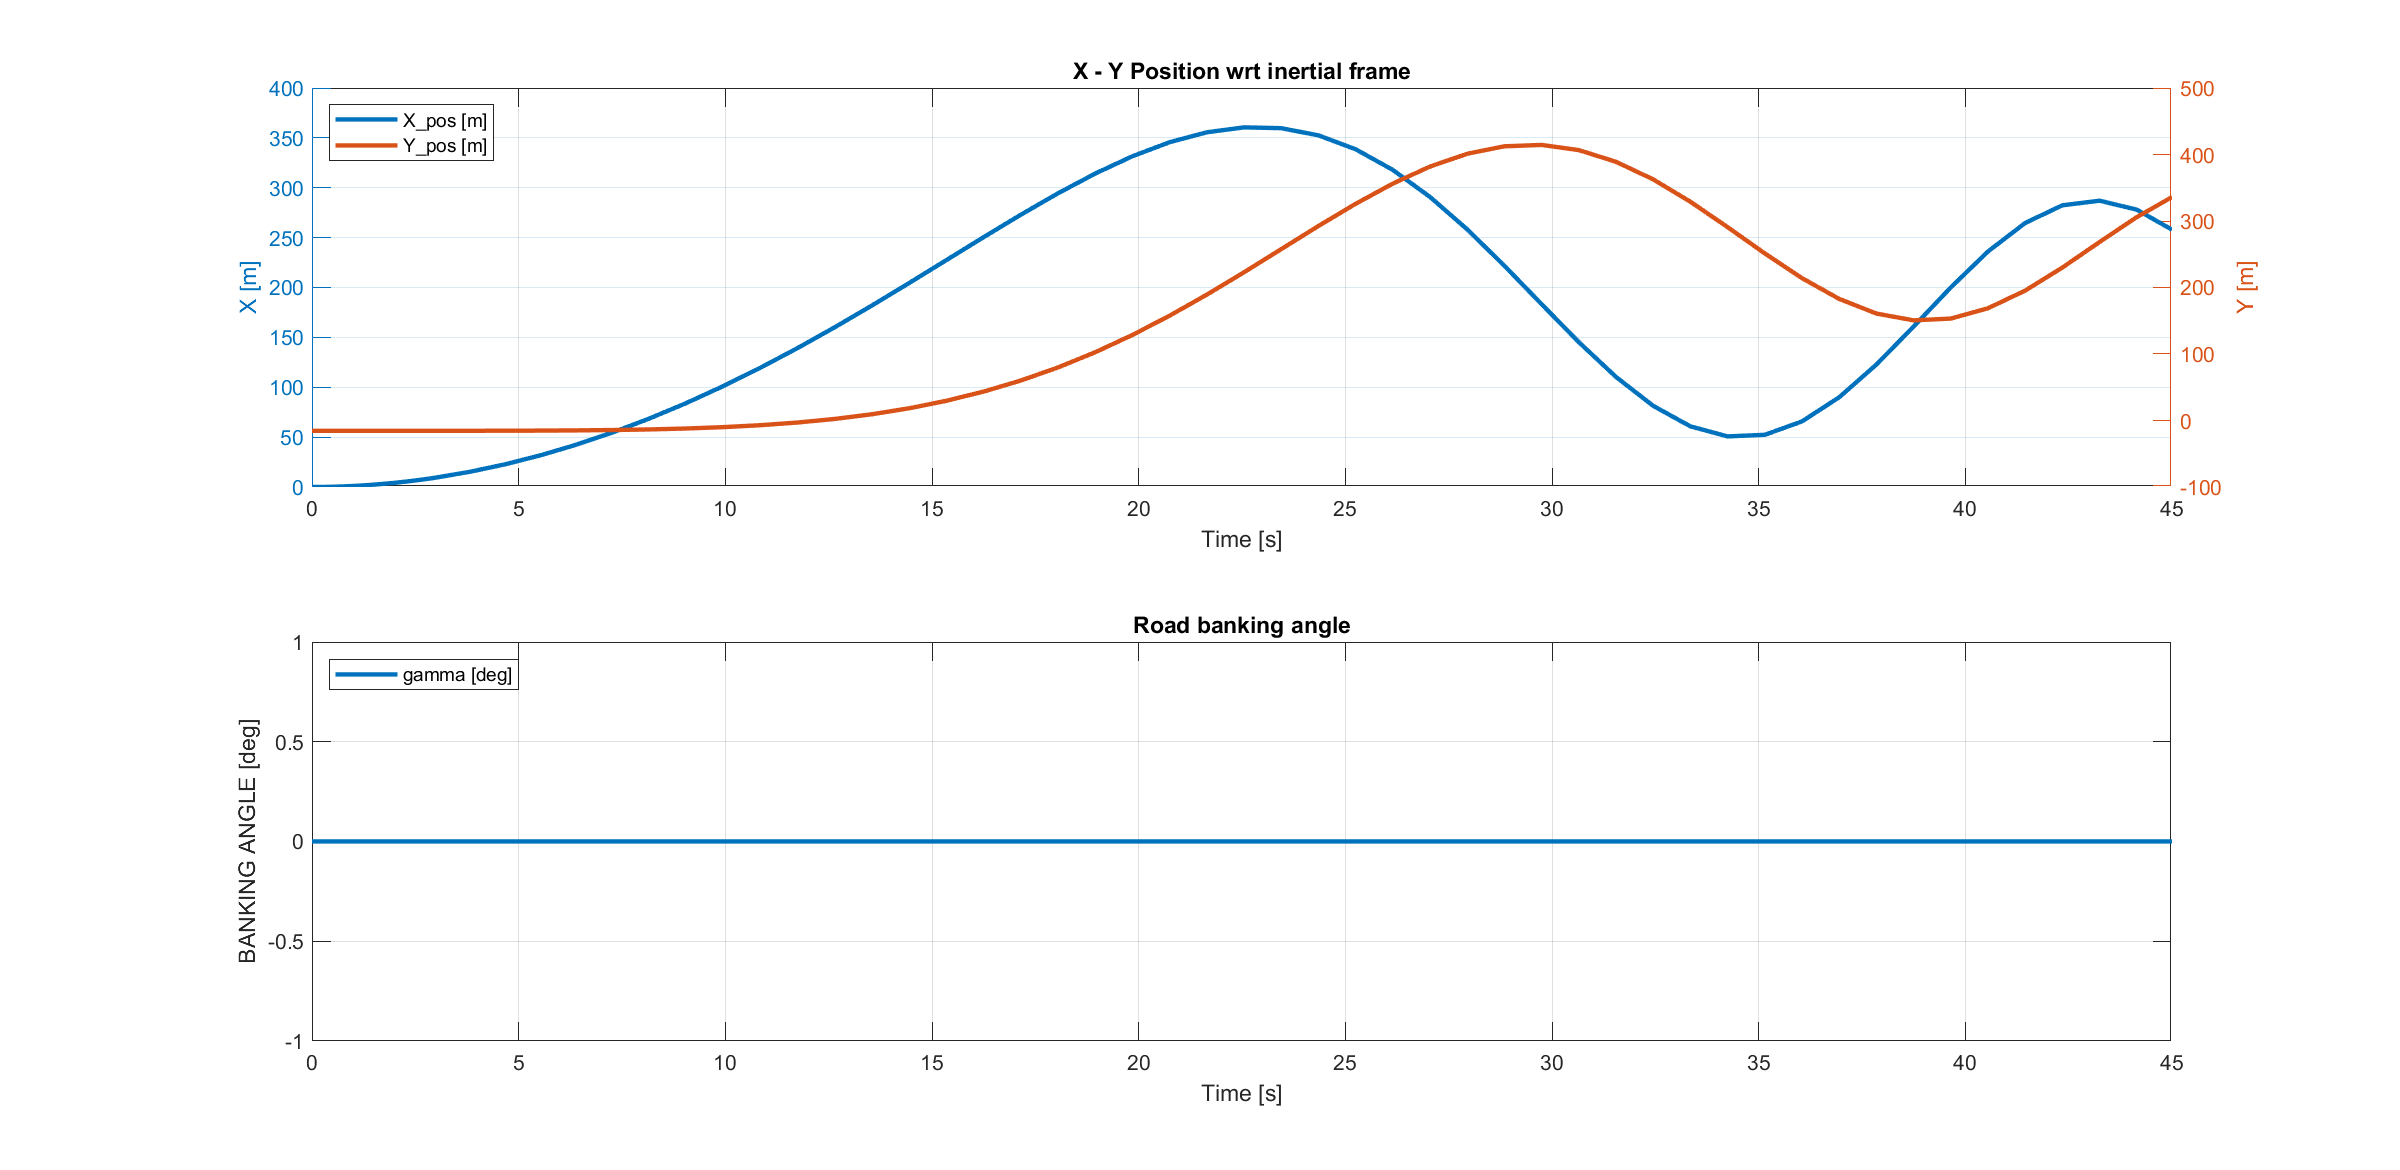 X - Y Position wrt inertial frame
400
350
300
250
200
150
100
50
0
X [m]
X_pos [m]
Y_pos [m]
500
400
300
200
100
0
-100
Y [m]
0 5 10 15 20 25 30 35 40 45
Time [s]
Road banking angle
1
0.5
0
-0.5
-1
BANKING ANGLE [deg]
gamma [deg]
0 5 10 15 20 25 30 35 40 45
Time [s]